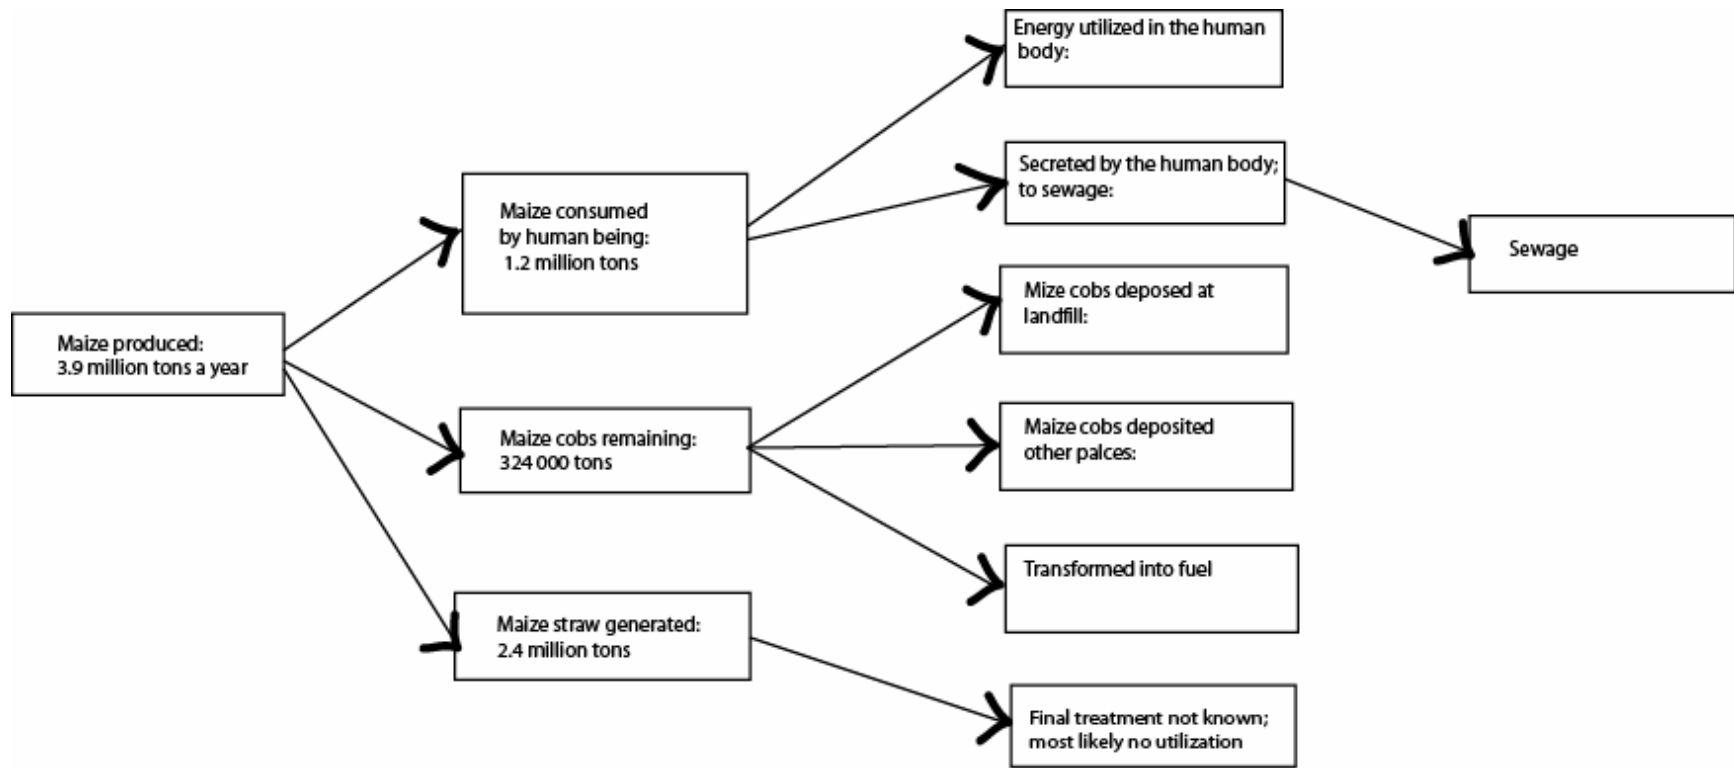 Maize produced:
3.9 million tons a year
Maize consumed
by human being:
1.2 million tons
Maize cobs remaining:
324 000 tons
Maize straw generated:
2.4 million tons
Energy utilized in the human
body:
Secreted by the human body;
to sewage:
Mize cobs deposed at
landfill:
Maize cobs deposited
other palces:
Transformed into fuel
Final treatment not known;
most likely no utilization
Sewage